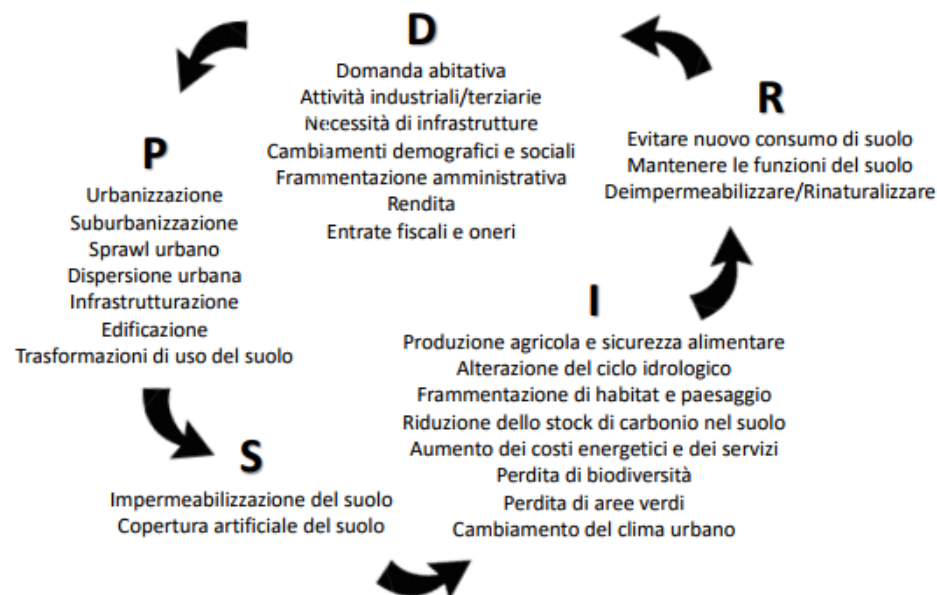 D
Domanda abitativa
Attività industriali/terziarie
Necessità di infrastrutture
Cambiamenti demografici e sociali
Frammentazione amministrativa
Rendita
Entrate fiscali e oneri
P
Urbanizzazione
Suburbanizzazione
Sprawl urbano
Dispersione urbana
Infrastrutturazione
Edificazione
Trasformazioni di uso del suolo
S
Impermeabilizzazione del suolo
Copertura artificiale del suolo
I
Produzione agricola e sicurezza alimentare
Alterazione del ciclo idrologico
Frammentazione di habitat e paesaggio
Riduzione dello stock di carbonio nel suolo
Aumento dei costi energetici e dei servizi
Perdita di biodiversità
Perdita di aree verdi
Cambiamento del clima urbano
R
Evitare nuovo consumo di suolo
Mantenere le funzioni del suolo
Deimpermeabilizzare/Rinaturalizzare